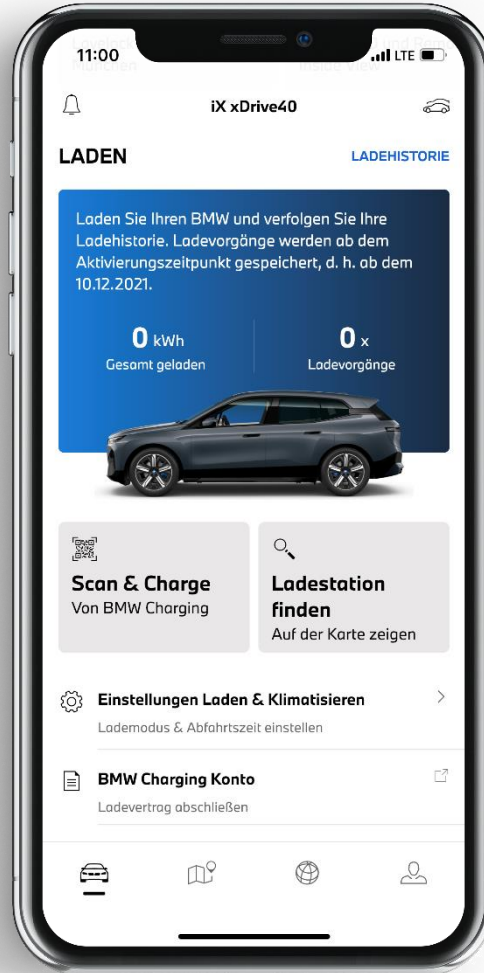 11:00
LTE
iX xDrive40
LADEN
LADEHISTORIE
Laden Sie Ihren BMW und verfolgen Sie Ihre
Ladehistorie. Ladevorgänge werden ab dem
Aktivierungszeitpunkt gespeichert, d. h. ab dem
10.12.2021.
0 kWh
Gesamt geladen
0 x
Ladevorgänge
Scan & Charge
Von BMW Charging
Ladestation
finden
Auf der Karte zeigen
Einstellungen Laden & Klimatisieren
Lademodus & Abfahrtszeit einstellen
BMW Charging Konto
Ladevertrag abschließen